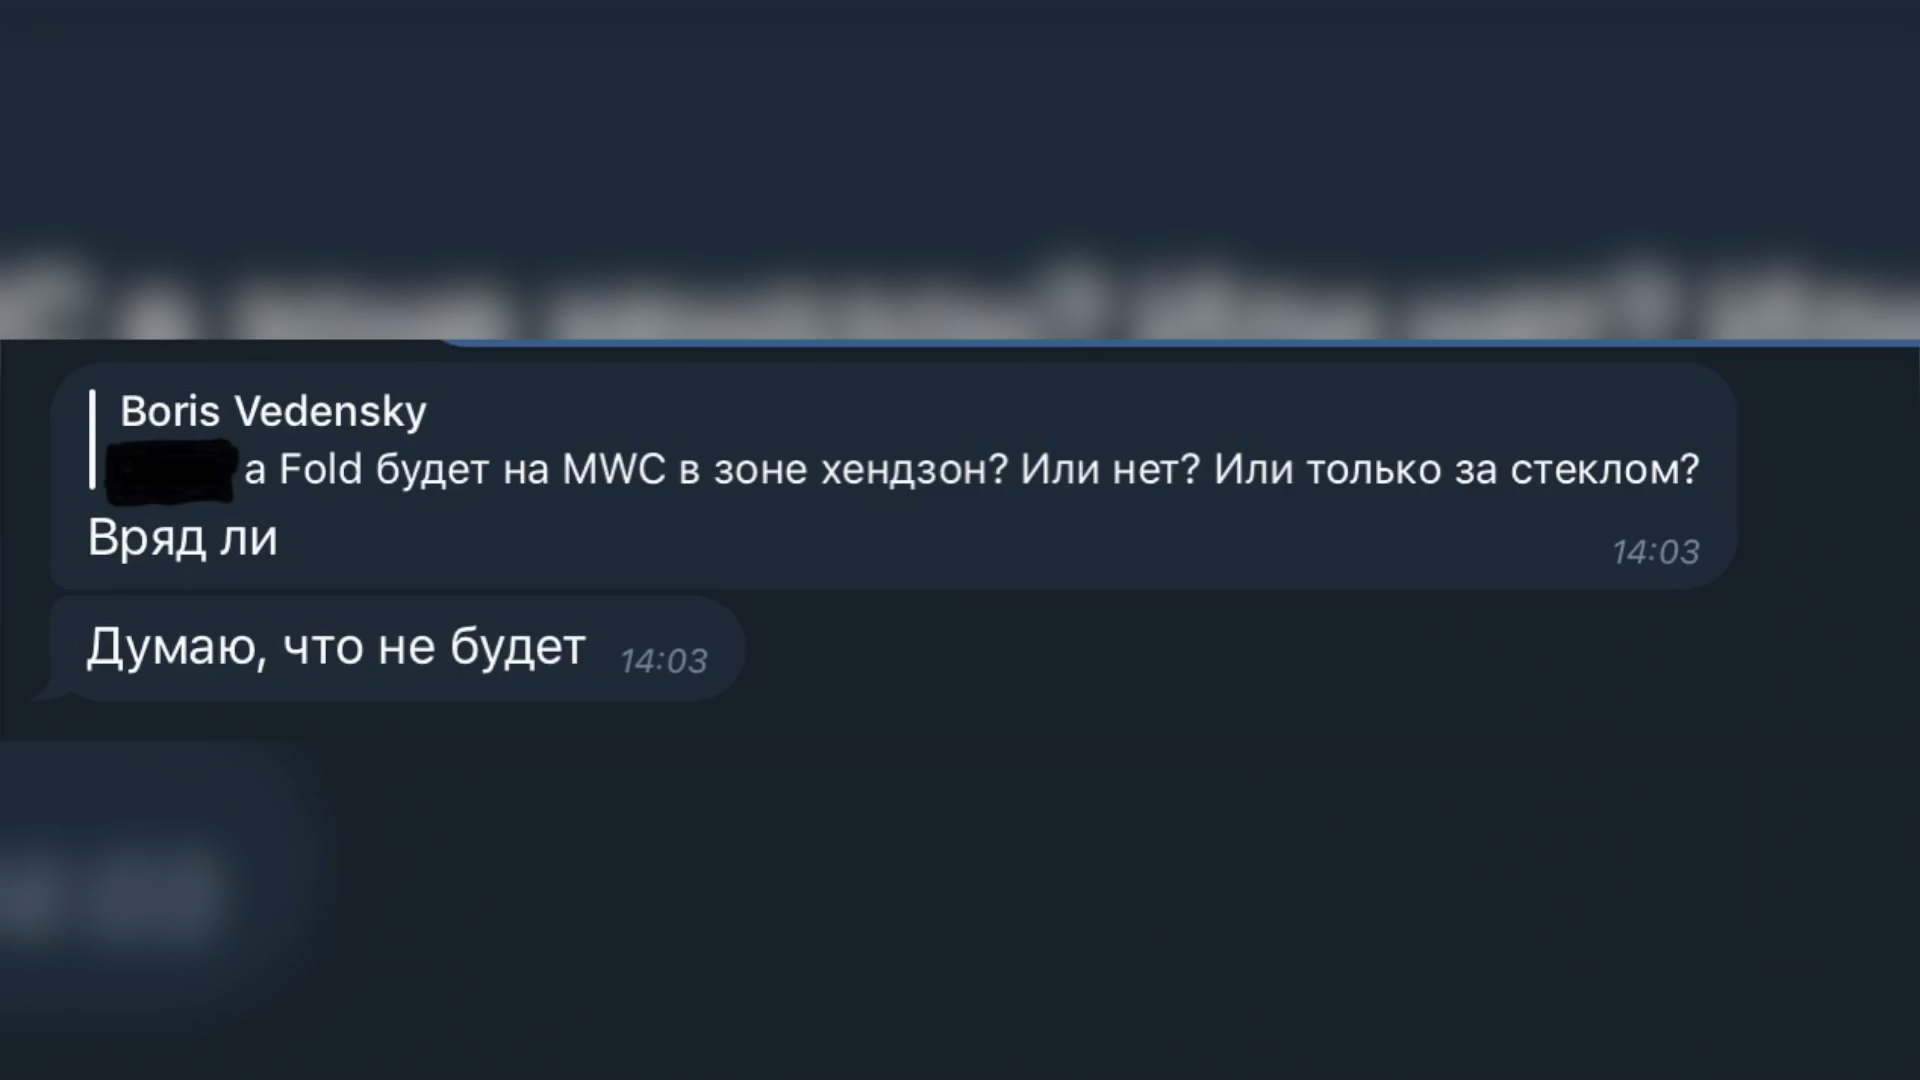 Boris Vedensky
а Fold будет на MWC в зоне хендзон? Или нет? Или только за стеклом?
Вряд ли
14:03
Думаю, что не будет 14:03